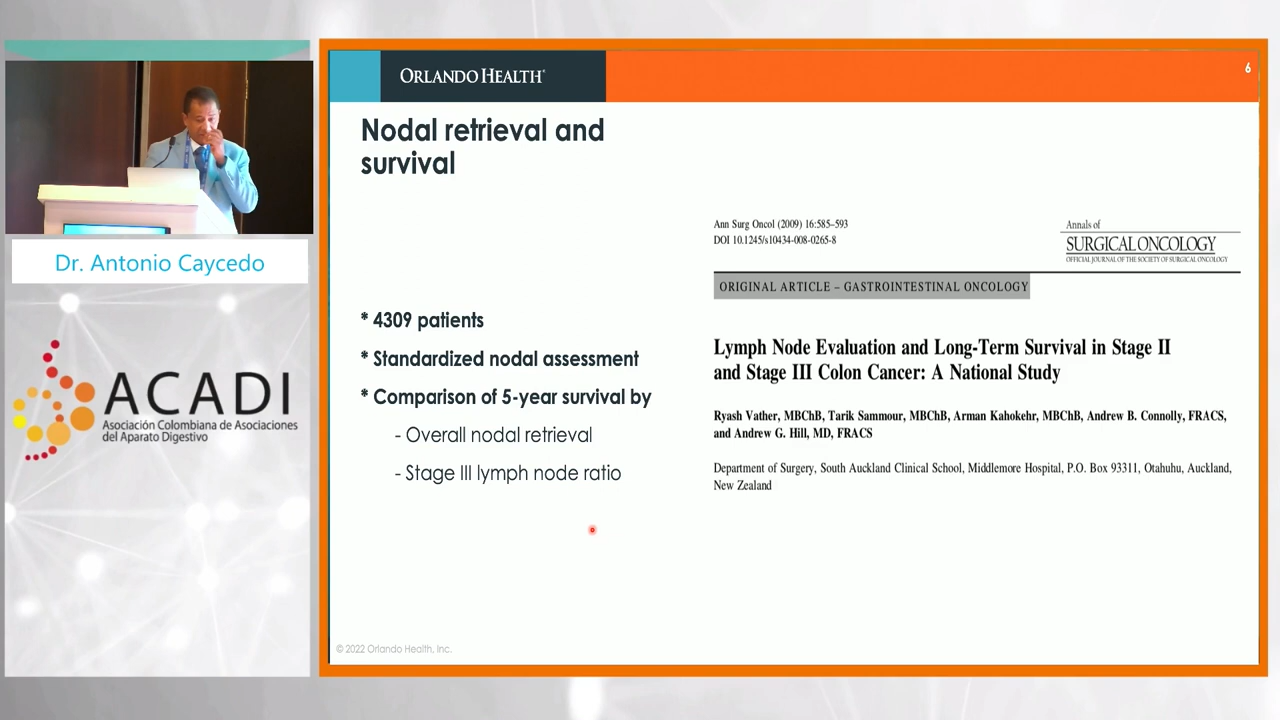 ORLANDO HEALTH®
6
Nodal retrieval and
survival
Dr. Antonio Caycedo
ACADI
Asociación Colombiana de Asociaciones
del Aparato Digestivo
* 4309 patients
* Standardized nodal assessment
* Comparison of 5-year survival by
- Overall nodal retrieval
- Stage III lymph node ratio
Ann Surg Oncol (2009) 16:585–593
DOI 10.1245/s10434-008-0265-8
Annals of
SURGICAL ONCOLOGY
OFFICIAL JOURNAL OF THE SOCIETY OF SURGICAL ONCOLOGY
ORIGINAL ARTICLE – GASTROINTESTINAL ONCOLOGY
Lymph Node Evaluation and Long-Term Survival in Stage II
and Stage III Colon Cancer: A National Study
Ryash Vather, MBChB, Tarik Sammour, MBChB, Arman Kahokehr, MBChB, Andrew B. Connolly, FRACS,
and Andrew G. Hill, MD, FRACS
Department of Surgery, South Auckland Clinical School, Middlemore Hospital, P.O. Box 93311, Otahuhu, Auckland,
New Zealand
© 2022 Orlando Health, Inc.